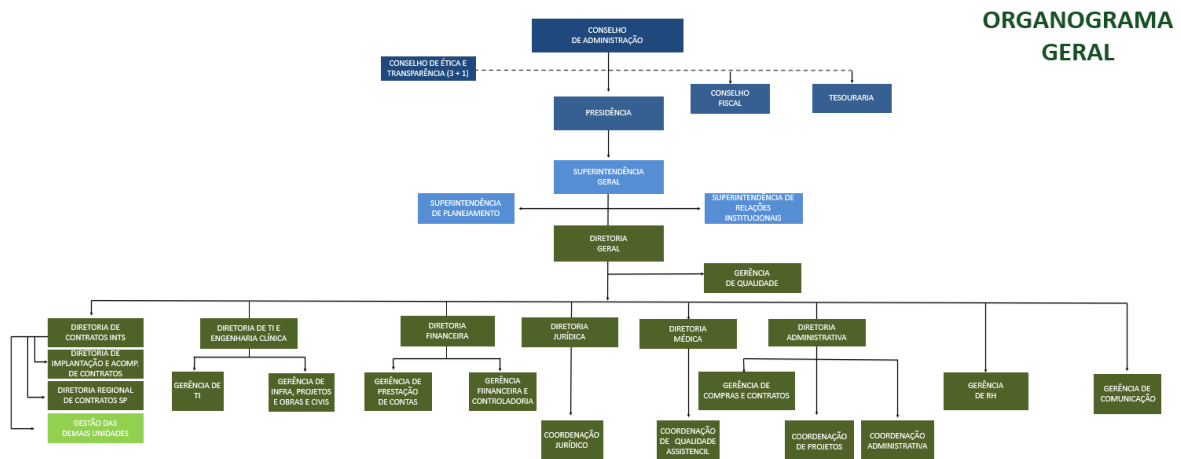 ORGANOGRAMA
GERAL
CONSELHO
DE ADMINISTRAÇÃO
CONSELHO DE ÉTICA E
TRANSPARÊNCIA (3 + 1)
CONSELHO
FISCAL
TESOURARIA
PRESIDÊNCIA
SUPERINTENDÊNCIA
GERAL
SUPERINTENDÊNCIA
DE PLANEJAMENTO
SUPERINTENDÊNCIA DE
RELAÇÕES
INSTITUCIONAIS
DIRETORIA
GERAL
GERÊNCIA
DE QUALIDADE
DIRETORIA DE
CONTRATOS INTS
DIRETORIA DE TI E
ENGENHARIA CLÍNICA
DIRETORIA
FINANCEIRA
DIRETORIA
JURÍDICA
DIRETORIA
MÉDICA
DIRETORIA
ADMINISTRATIVA
DIRETORIA DE
IMPLANTAÇÃO E ACOMP.
DE CONTRATOS
DIRETORIA REGIONAL
DE CONTRATOS SP
GESTÃO DAS
DEMAIS UNIDADES
GERÊNCIA DE
TI
GERÊNCIA DE
INFRA, PROJETOS
E OBRAS E CIVIS
GERÊNCIA DE
PRESTAÇÃO
DE CONTAS
GERÊNCIA
FIINANCEIRA E
CONTROLADORIA
GERÊNCIA DE
COMPRAS E CONTRATOS
GERÊNCIA
DE RH
GERÊNCIA DE
COMUNICAÇÃO
COORDENAÇÃO
JURÍDICO
COORDENAÇÃO
DE QUALIDADE
ASSISTENCIL
COORDENAÇÃO
DE PROJETOS
COORDENAÇÃO
ADMINISTRATIVA